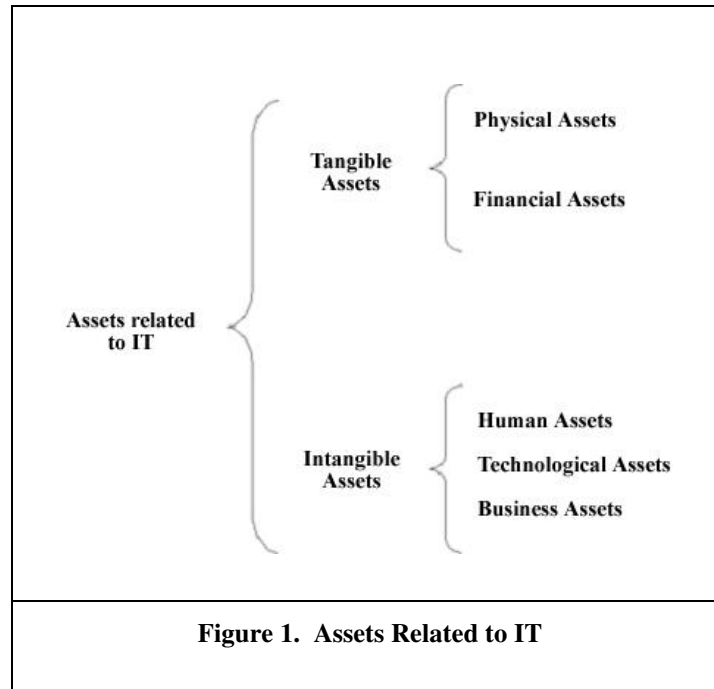 Physical Assets
Tangible
Assets
Financial Assets
Assets related
to IT
Human Assets
Intangible
Assets
Technological Assets
Business Assets
Figure 1. Assets Related to IT